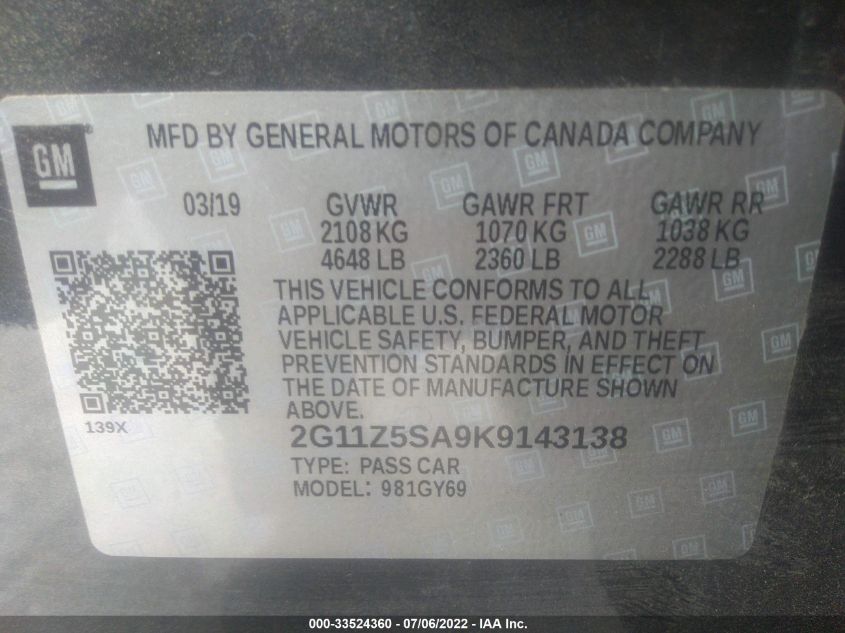 GM
MFD BY GENERAL MOTORS OF CANADA COMPANY
03/19 GVWR GAWR FRT GAWR RR
2108 KG 1070 KG 1038 KG
4648 LB 2360 LB 2288 LB
THIS VEHICLE CONFORMS TO ALL
APPLICABLE U.S. FEDERAL MOTOR
VEHICLE SAFETY, BUMPER, AND THEFT
PREVENTION STANDARDS IN EFFECT ON
THE DATE OF MANUFACTURE SHOWN
ABOVE.
139X
2G11Z5SA9K9143138
TYPE: PASS CAR
MODEL: 981GY69
000-33524360 - 07/06/2022 - IAA Inc.